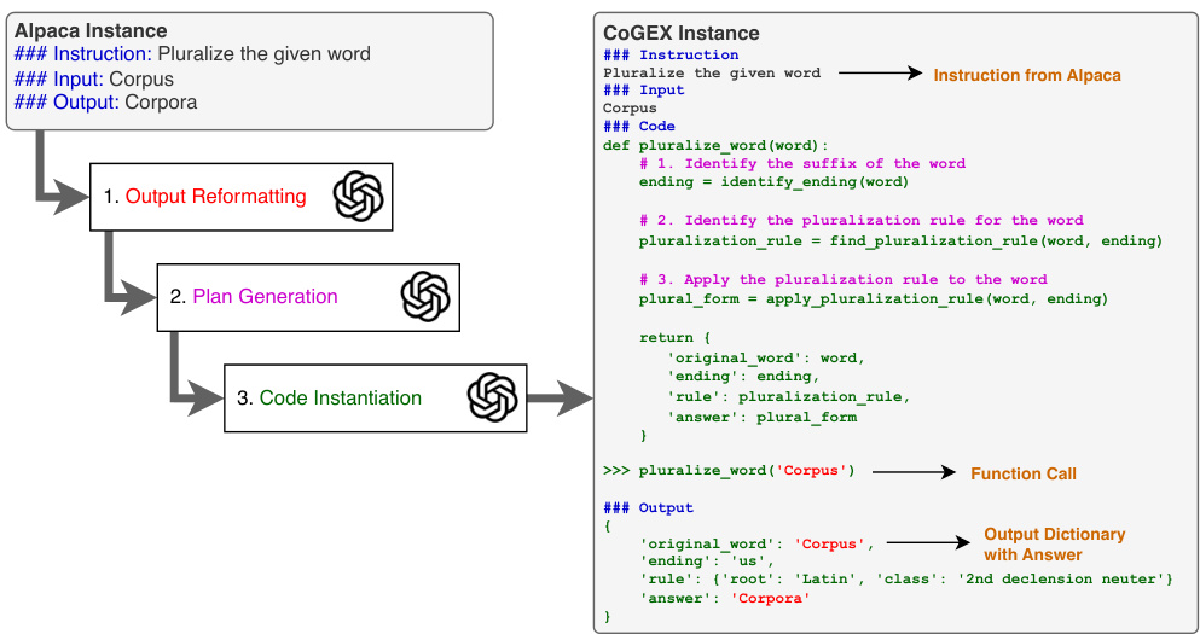 Alpaca Instance
### Instruction: Pluralize the given word
### Input: Corpus
### Output: Corpora
1. Output Reformatting
2. Plan Generation
3. Code Instantiation
CoGEX Instance
### Instruction
Pluralize the given word
Instruction from Alpaca
### Input
Corpus
### Code
def pluralize_word(word):
# 1. Identify the suffix of the word
ending = identify_ending(word)
# 2. Identify the pluralization rule for the word
pluralization_rule = find_pluralization_rule(word, ending)
# 3. Apply the pluralization rule to the word
plural_form = apply_pluralization_rule(word, ending)
return {
'original_word': word,
'ending': ending,
'rule': pluralization_rule,
'answer': plural_form
}
>>> pluralize_word('Corpus')
Function Call
### Output
{
'original_word': 'Corpus',
'ending': 'us',
'rule': {'root': 'Latin', 'class': '2nd declension neuter'}
'answer': 'Corpora'
}
Output Dictionary
with Answer